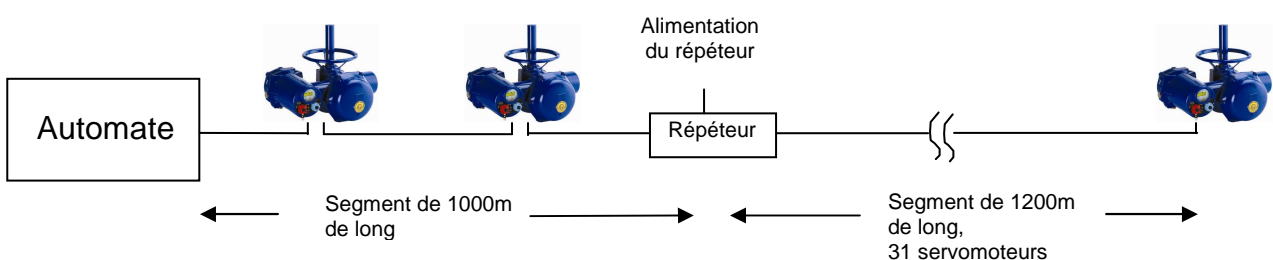 Alimentation
du répéteur
Automate
Répéteur
Segment de 1000m
de long
Segment de 1200m
de long,
31 servomoteurs